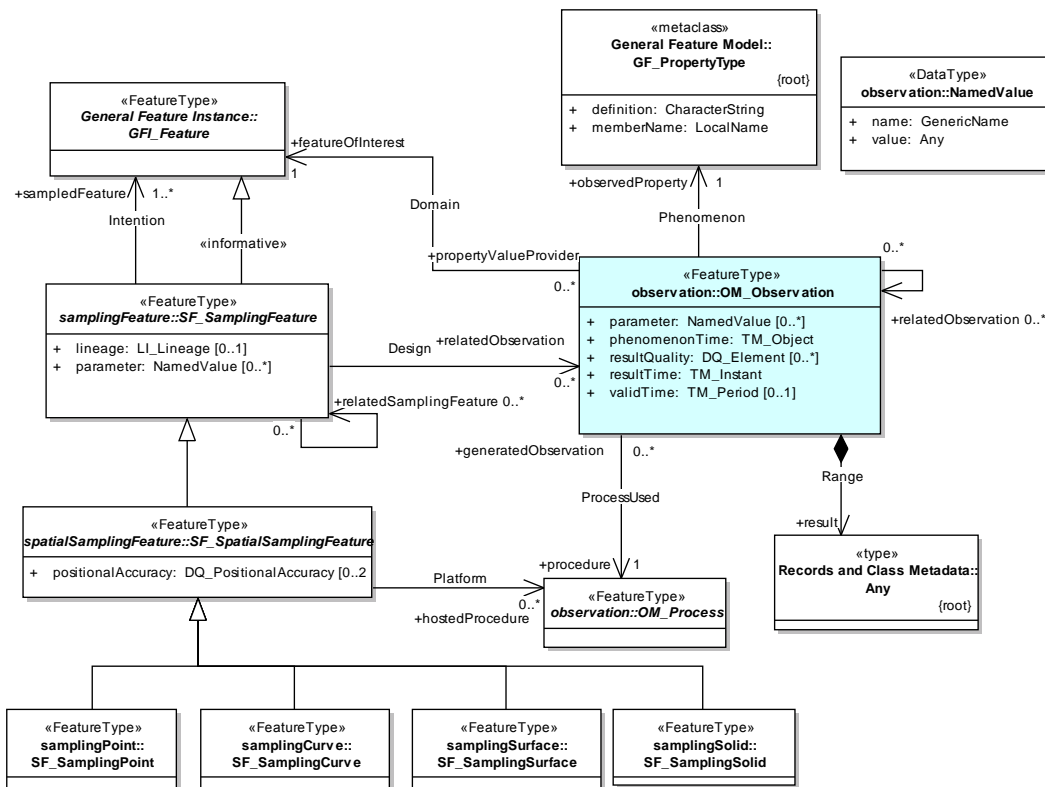 «metaclass»
General Feature Model::
GF_PropertyType
{root}
+ definition: CharacterString
+ memberName: LocalName
«DataType»
observation::NamedValue
+ name: GenericName
+ value: Any
«FeatureType»
General Feature Instance::
GFI_Feature
+featureOfInterest
1
+sampledFeature
1..*
Intention
«informative»
Domain
+propertyValueProvider
0..*
+observedProperty
1
Phenomenon
«FeatureType»
observation::OM_Observation
+ parameter: NamedValue [0..*]
+ phenomenonTime: TM_Object
+ resultQuality: DQ_Element [0..*]
+ resultTime: TM_Instant
+ validTime: TM_Period [0..1]
0..*
+relatedObservation 0..*
«FeatureType»
samplingFeature::SF_SamplingFeature
+ lineage: LI_Lineage [0..1]
+ parameter: NamedValue [0..*]
Design
+relatedObservation
0..*
+relatedSamplingFeature 0..*
0..*
+generatedObservation
0..*
ProcessUsed
+procedure
1
Range
+result
«FeatureType»
spatialSamplingFeature::SF_SpatialSamplingFeature
+ positionalAccuracy: DQ_PositionalAccuracy [0..2
Platform
0..*
+hostedProcedure
«FeatureType»
observation::OM_Process
«type»
Records and Class Metadata::
Any
{root}
«FeatureType»
samplingPoint::
SF_SamplingPoint
«FeatureType»
samplingCurve::
SF_SamplingCurve
«FeatureType»
samplingSurface::
SF_SamplingSurface
«FeatureType»
samplingSolid::
SF_SamplingSolid